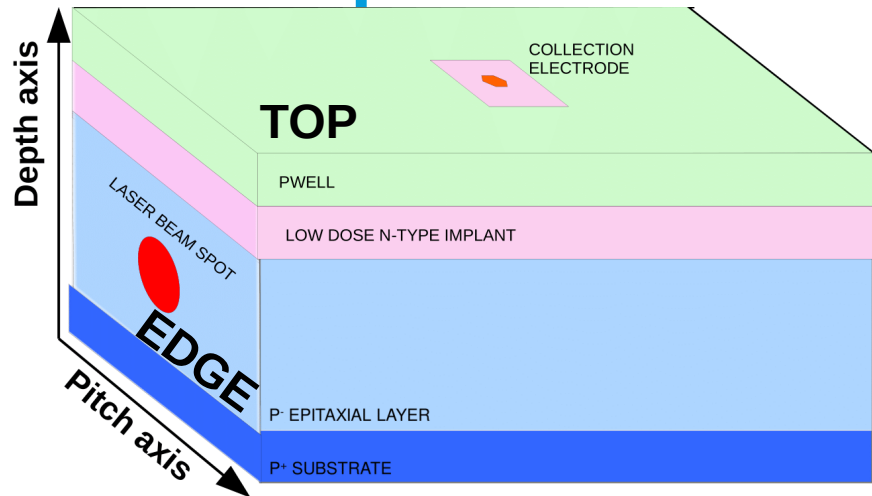 Depth axis
COLLECTION
ELECTRODE
TOP
PWELL
LASER BEAM SPOT
LOW DOSE N-TYPE IMPLANT
EDGE
P⁻ EPITAXIAL LAYER
Pitch axis
P⁺ SUBSTRATE